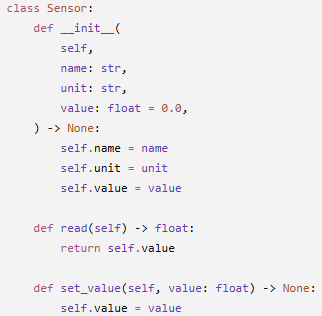 class Sensor:
    def __init__(
        self,
        name: str,
        unit: str,
        value: float = 0.0,
    ) -> None:
        self.name = name
        self.unit = unit
        self.value = value

    def read(self) -> float:
        return self.value

    def set_value(self, value: float) -> None:
        self.value = value